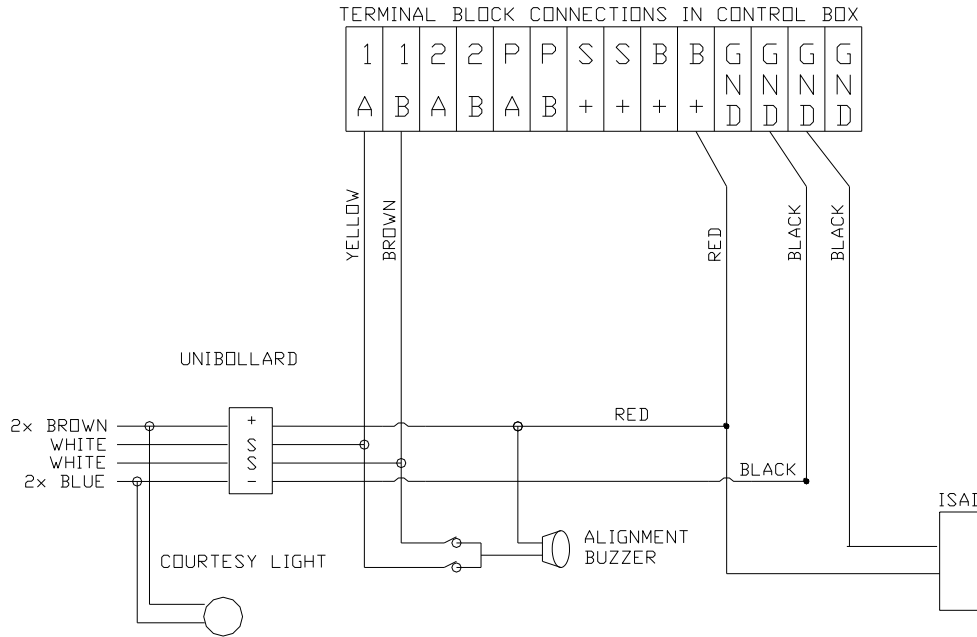 TERMINAL BLOCK CONNECTIONS IN CONTROL BOX
1 1 2 2 P P S S B B G G G G
N N N N
A B A B A B + + + + D D D D
YELLOW
BROWN
RED
BLACK
BLACK
UNIBOLLARD
2x BROWN
WHITE
WHITE
2x BLUE
+
S
S
-
RED
BLACK
ISAI
ALIGNMENT
BUZZER
COURTESY LIGHT